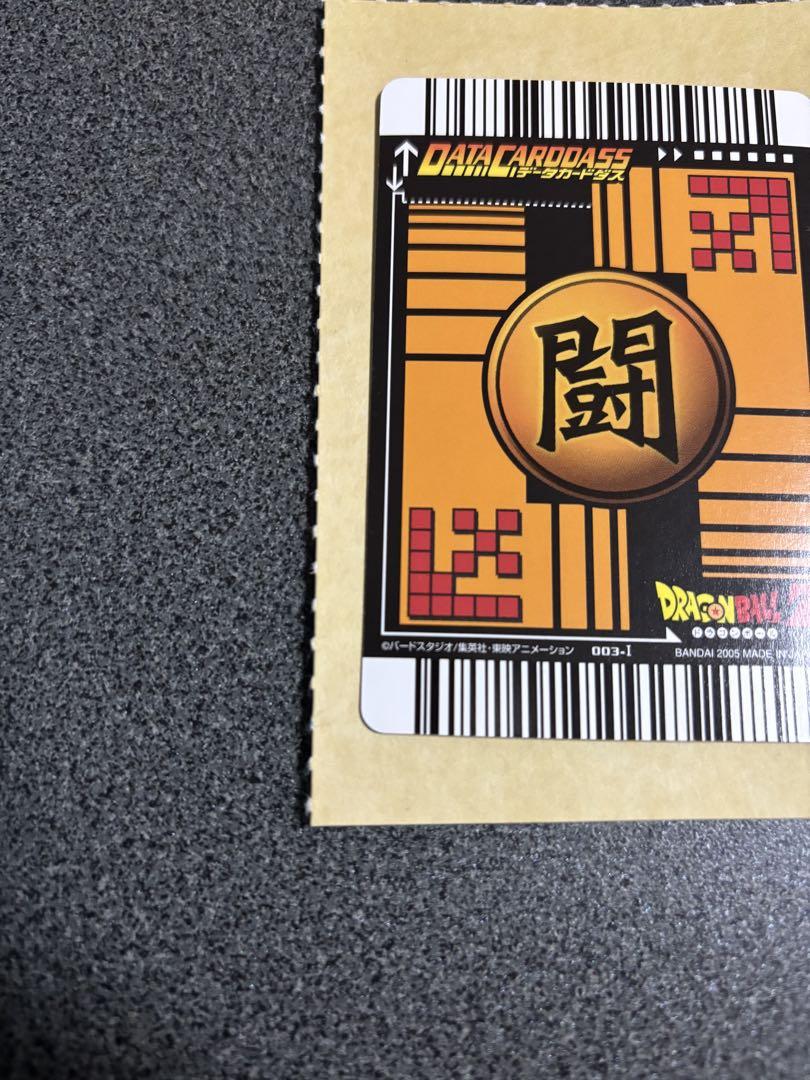 DATA CARDDASS
データカードダス
闘
DRAGON BALL Z
ドラゴンボール
©バードスタジオ/集英社・東映アニメーション 003-I BANDAI 2005 MADE IN JAPAN